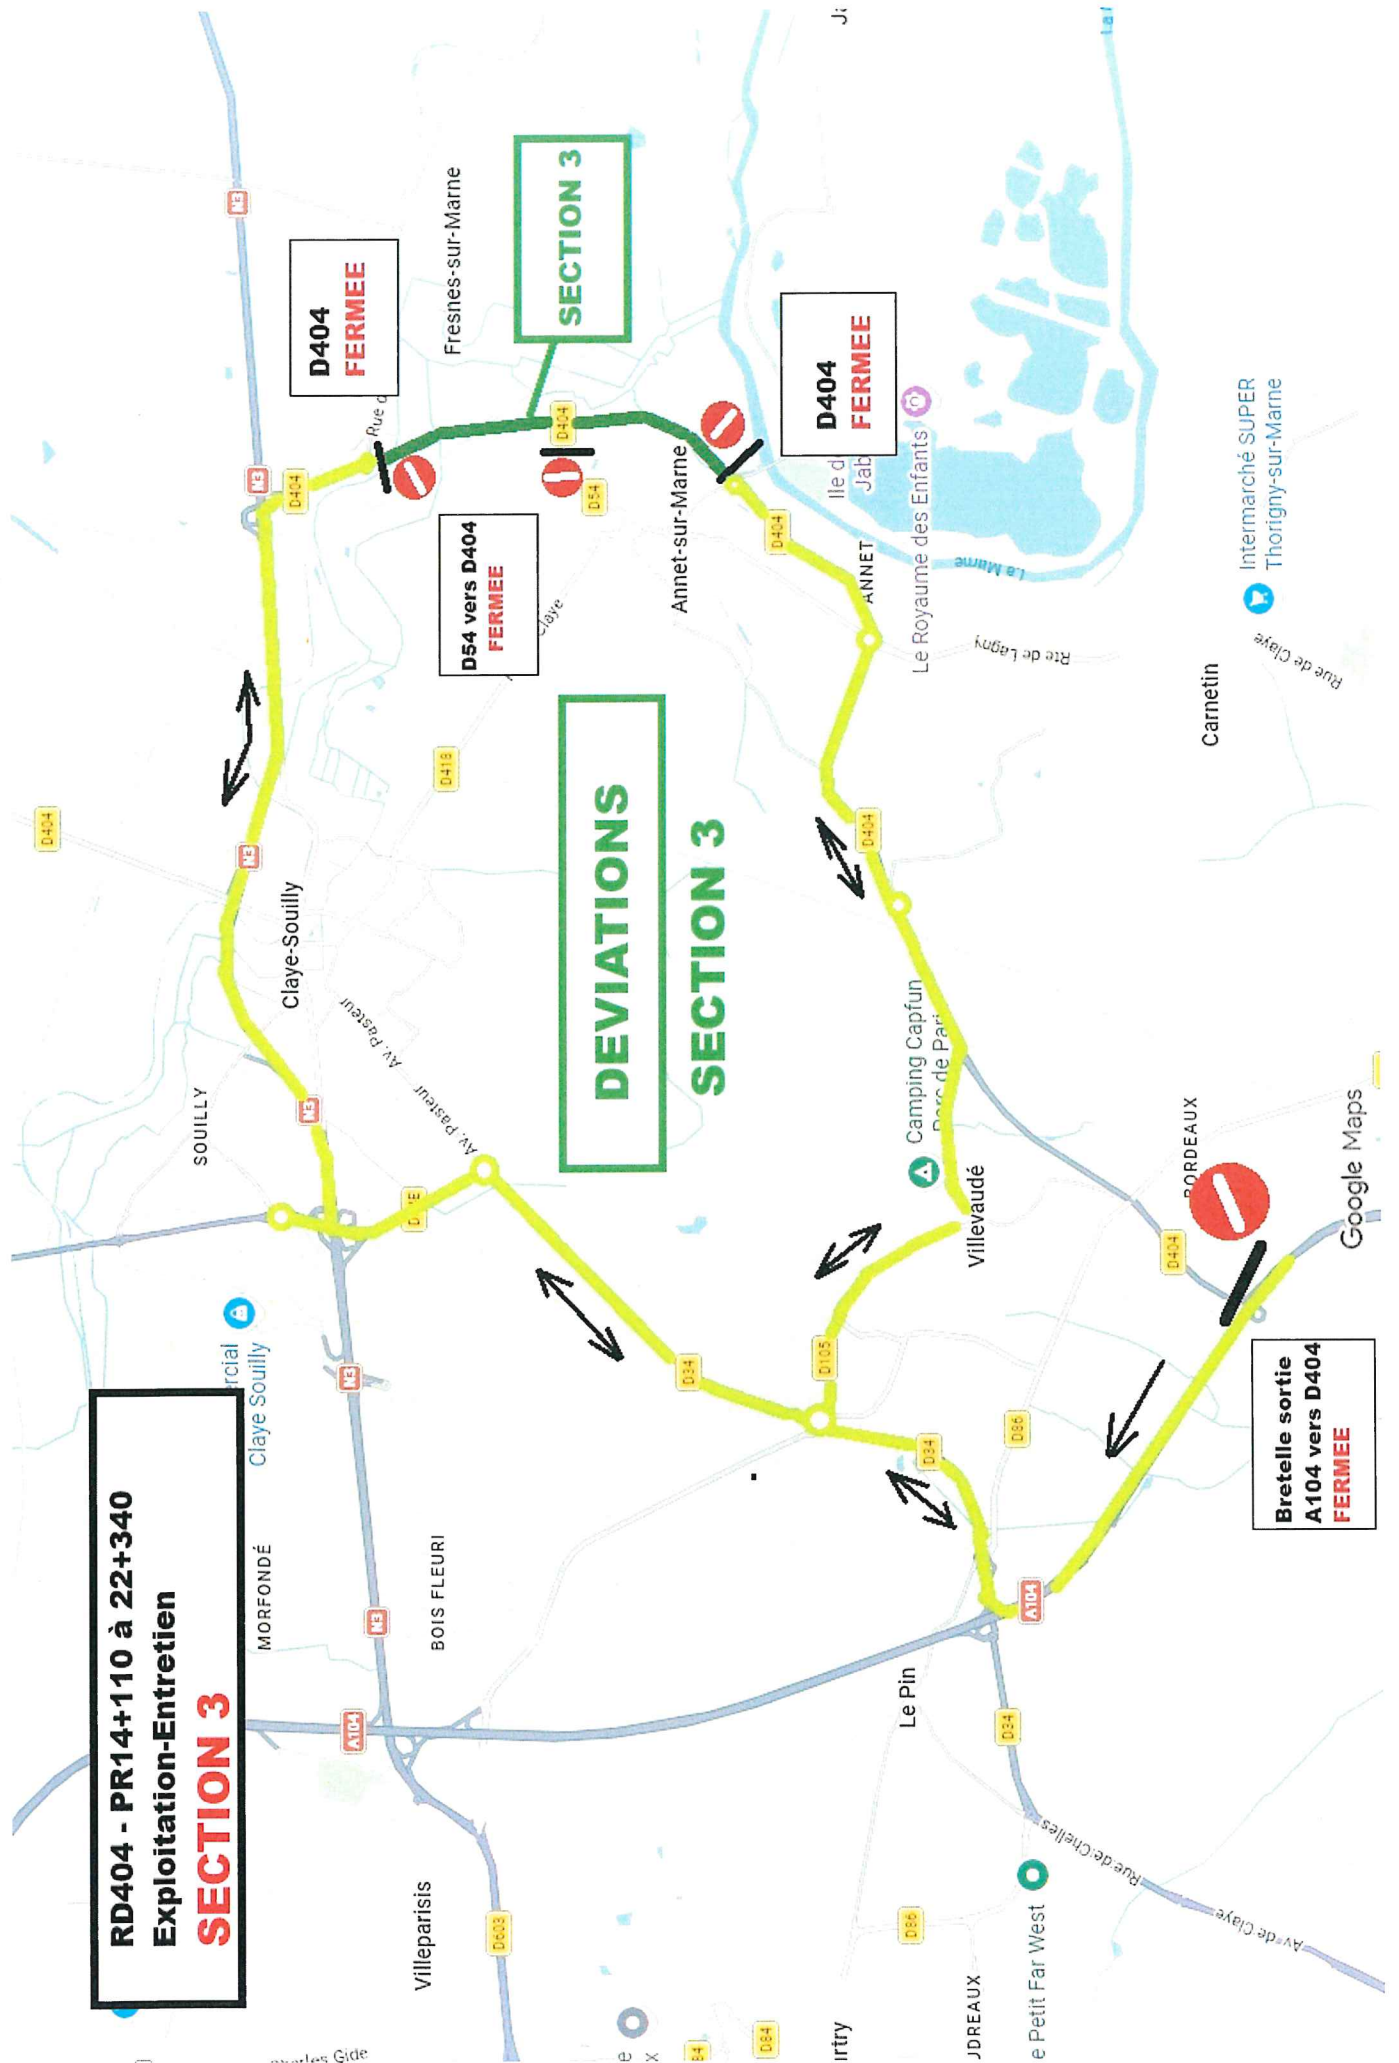 RD404 - PR14+110 à 22+340
Exploitation-Entretien
SECTION 3
D404
FERMEE
D54 vers D404
FERMEE
SECTION 3
D404
FERMEE
DEVIATIONS
SECTION 3
Bretelle sortie
A104 vers D404
FERMEE
MORFONDÉ
BOIS FLEURI
Villeparisis
SOUILLY
Claye-Souilly
Claye Souilly
Av. Pasteur
Av. Pasteur
Fresnes-sur-Marne
Annet-sur-Marne
ANNET
Claye
Le Royaume des Enfants
La Marne
Rte de Lagny
Carnetin
Rue de Claye
Intermarché SUPER
Thorigny-sur-Marne
Camping Capfun
Villevaudé
BORDEAUX
Google Maps
Le Pin
Rue de Chelles
Av. de Claye
e Petit Far West
N3
N3
N3
N3
N3
N3
A104
A104
D404
D404
D404
D404
D404
D404
D54
D418
D34
D34
D34
D105
D86
D86
D603
D84